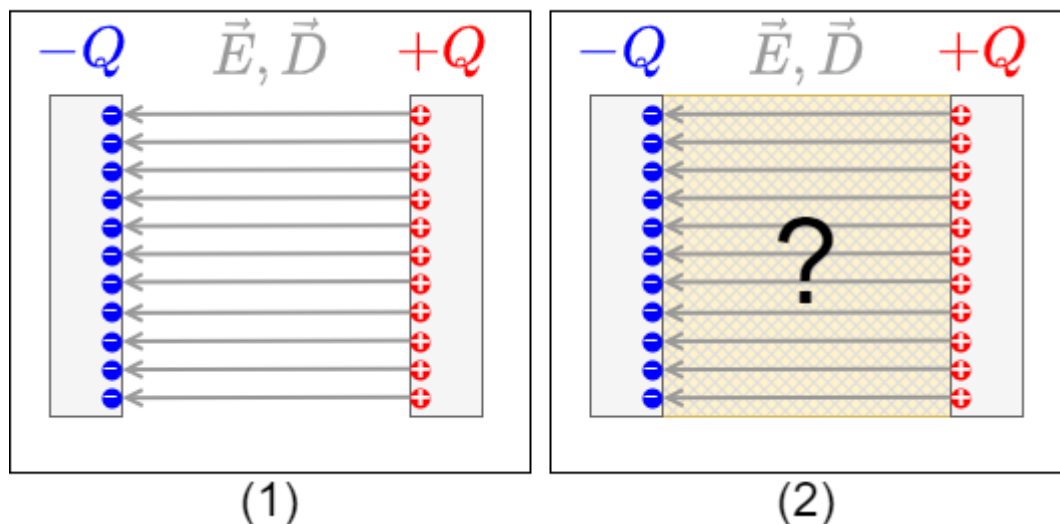 −Q E⃗, D⃗ +Q
−Q E⃗, D⃗ +Q
?
(1) (2)